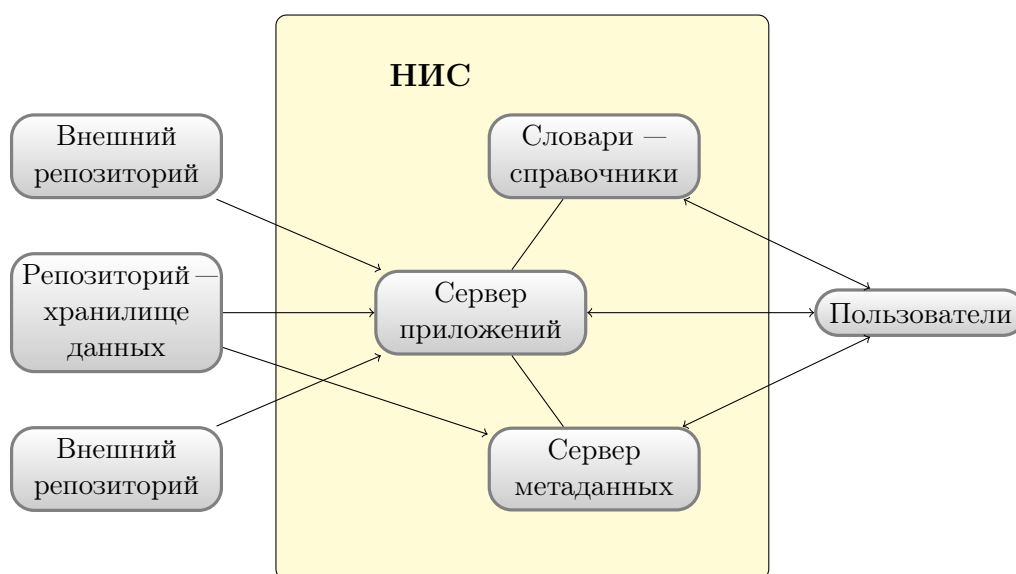 НИС
Внешний
репозиторий
Словари —
справочники
Репозиторий —
хранилище
данных
Сервер
приложений
Пользователи
Внешний
репозиторий
Сервер
метаданных